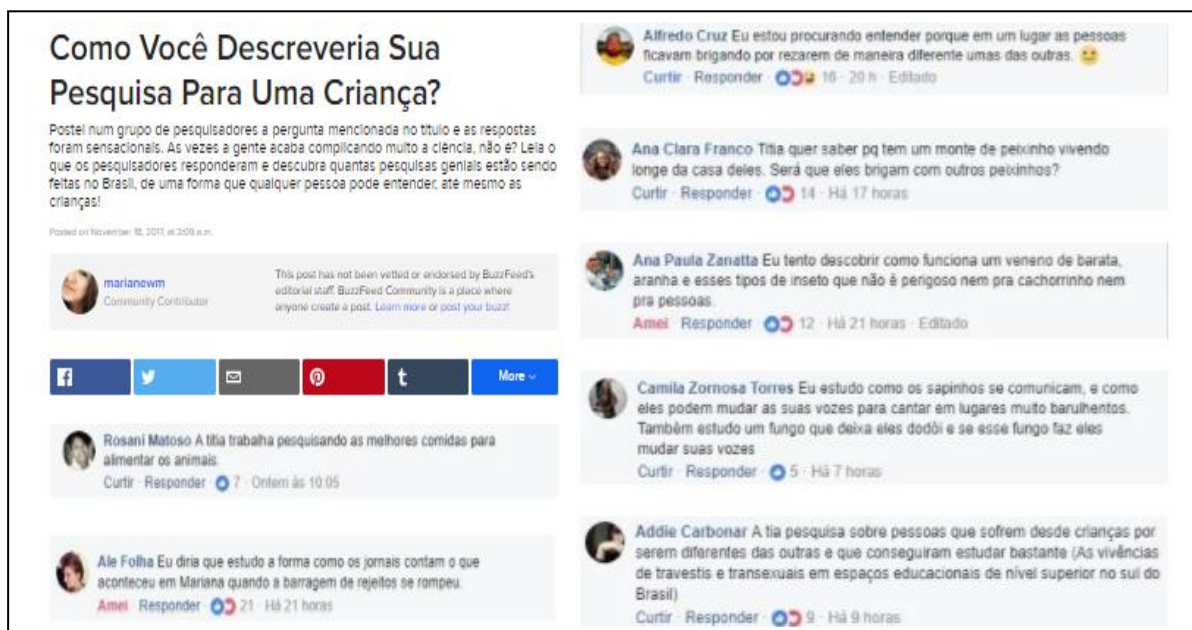 Como Você Descreveria Sua
Pesquisa Para Uma Criança?
Postei num grupo de pesquisadores a pergunta mencionada no título e as respostas
foram sensacionais. As vezes a gente acaba complicando muito a ciência, não é? Leia o
que os pesquisadores responderam e descubra quantas pesquisas geniais estão sendo
feitas no Brasil, de uma forma que qualquer pessoa pode entender, até mesmo as
crianças!
Posted on November 18, 2017, at 3:09 a.m.
marianewm
Community Contributor
This post has not been vetted or endorsed by BuzzFeed's
editorial staff. BuzzFeed Community is a place where
anyone create a post. Learn more or post your buzz!
More
Rosani Matoso A titia trabalha pesquisando as melhores comidas para
alimentar os animais.
Curtir · Responder · 7 · Ontem às 10:05
Ale Folha Eu diria que estudo a forma como os jornais contam o que
aconteceu em Mariana quando a barragem de rejeitos se rompeu.
Amei · Responder · 21 · Há 21 horas
Alfredo Cruz Eu estou procurando entender porque em um lugar as pessoas
ficavam brigando por rezarem de maneira diferente umas das outras.
Curtir · Responder · 16 · 20 h · Editado
Ana Clara Franco Titia quer saber pq tem um monte de peixinho vivendo
longe da casa deles. Será que eles brigam com outros peixinhos?
Curtir · Responder · 14 · Há 17 horas
Ana Paula Zanatta Eu tento descobrir como funciona um veneno de barata,
aranha e esses tipos de inseto que não é perigoso nem pra cachorrinho nem
pra pessoas.
Amei · Responder · 12 · Há 21 horas · Editado
Camila Zornosa Torres Eu estudo como os sapinhos se comunicam, e como
eles podem mudar as suas vozes para cantar em lugares muito barulhentos.
Também estudo um fungo que deixa eles dodói e se esse fungo faz eles
mudar suas vozes
Curtir · Responder · 5 · Há 7 horas
Addie Carbonar A tia pesquisa sobre pessoas que sofrem desde crianças por
serem diferentes das outras e que conseguiram estudar bastante (As vivências
de travestis e transexuais em espaços educacionais de nível superior no sul do
Brasil)
Curtir · Responder · 9 · Há 9 horas